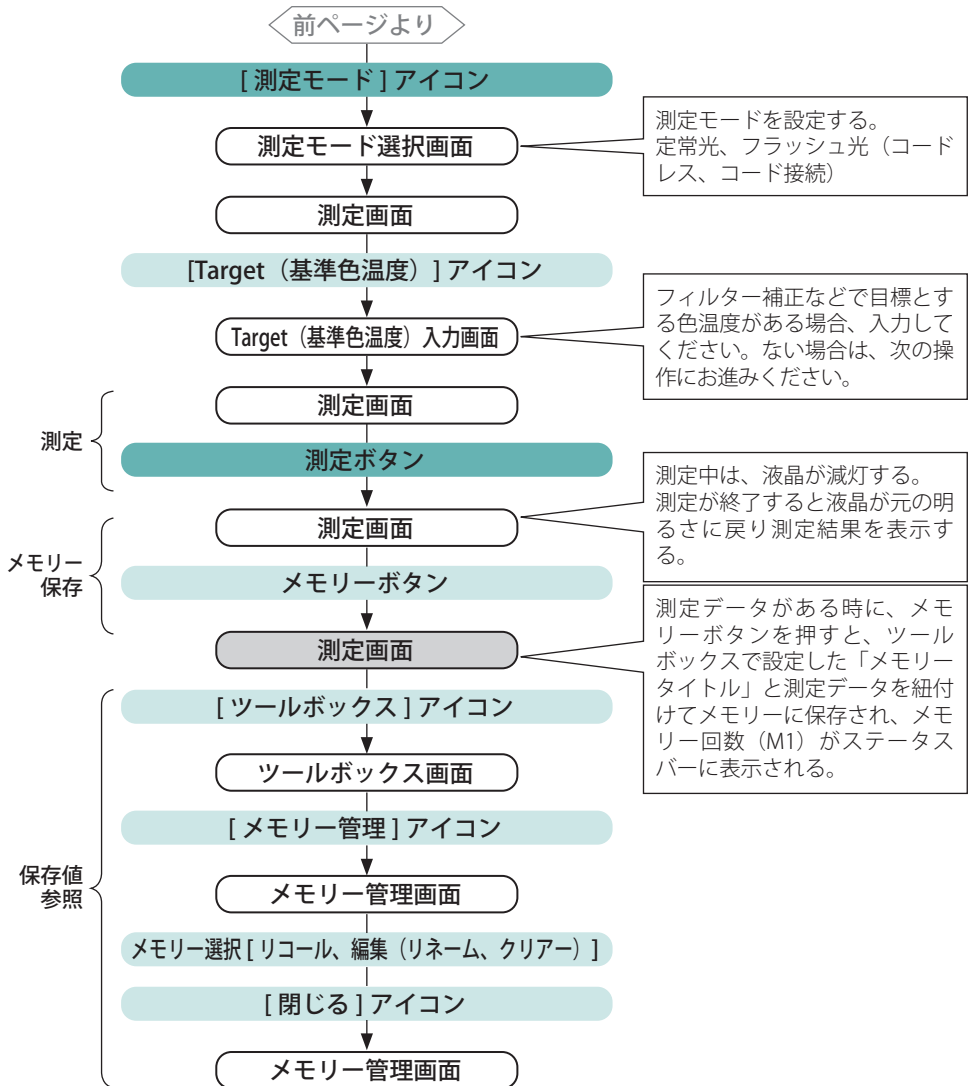 前ページより
[ 測定モード ] アイコン
測定モード選択画面
測定モードを設定する。
定常光、フラッシュ光（コード
レス、コード接続）
測定画面
[Target（基準色温度）] アイコン
Target（基準色温度）入力画面
フィルター補正などで目標とす
る色温度がある場合、入力して
ください。ない場合は、次の操
作にお進みください。
測定画面
測定
測定ボタン
測定画面
測定中は、液晶が減灯する。
測定が終了すると液晶が元の明
るさに戻り測定結果を表示す
る。
メモリー
保存
メモリーボタン
測定画面
測定データがある時に、メモ
リーボタンを押すと、ツール
ボックスで設定した「メモリー
タイトル」と測定データを紐付
けてメモリーに保存され、メモ
リー回数（M1）がステータス
バーに表示される。
[ ツールボックス ] アイコン
ツールボックス画面
[ メモリー管理 ] アイコン
保存値
参照
メモリー管理画面
メモリー選択 [ リコール、編集（リネーム、クリアー）]
[ 閉じる ] アイコン
メモリー管理画面